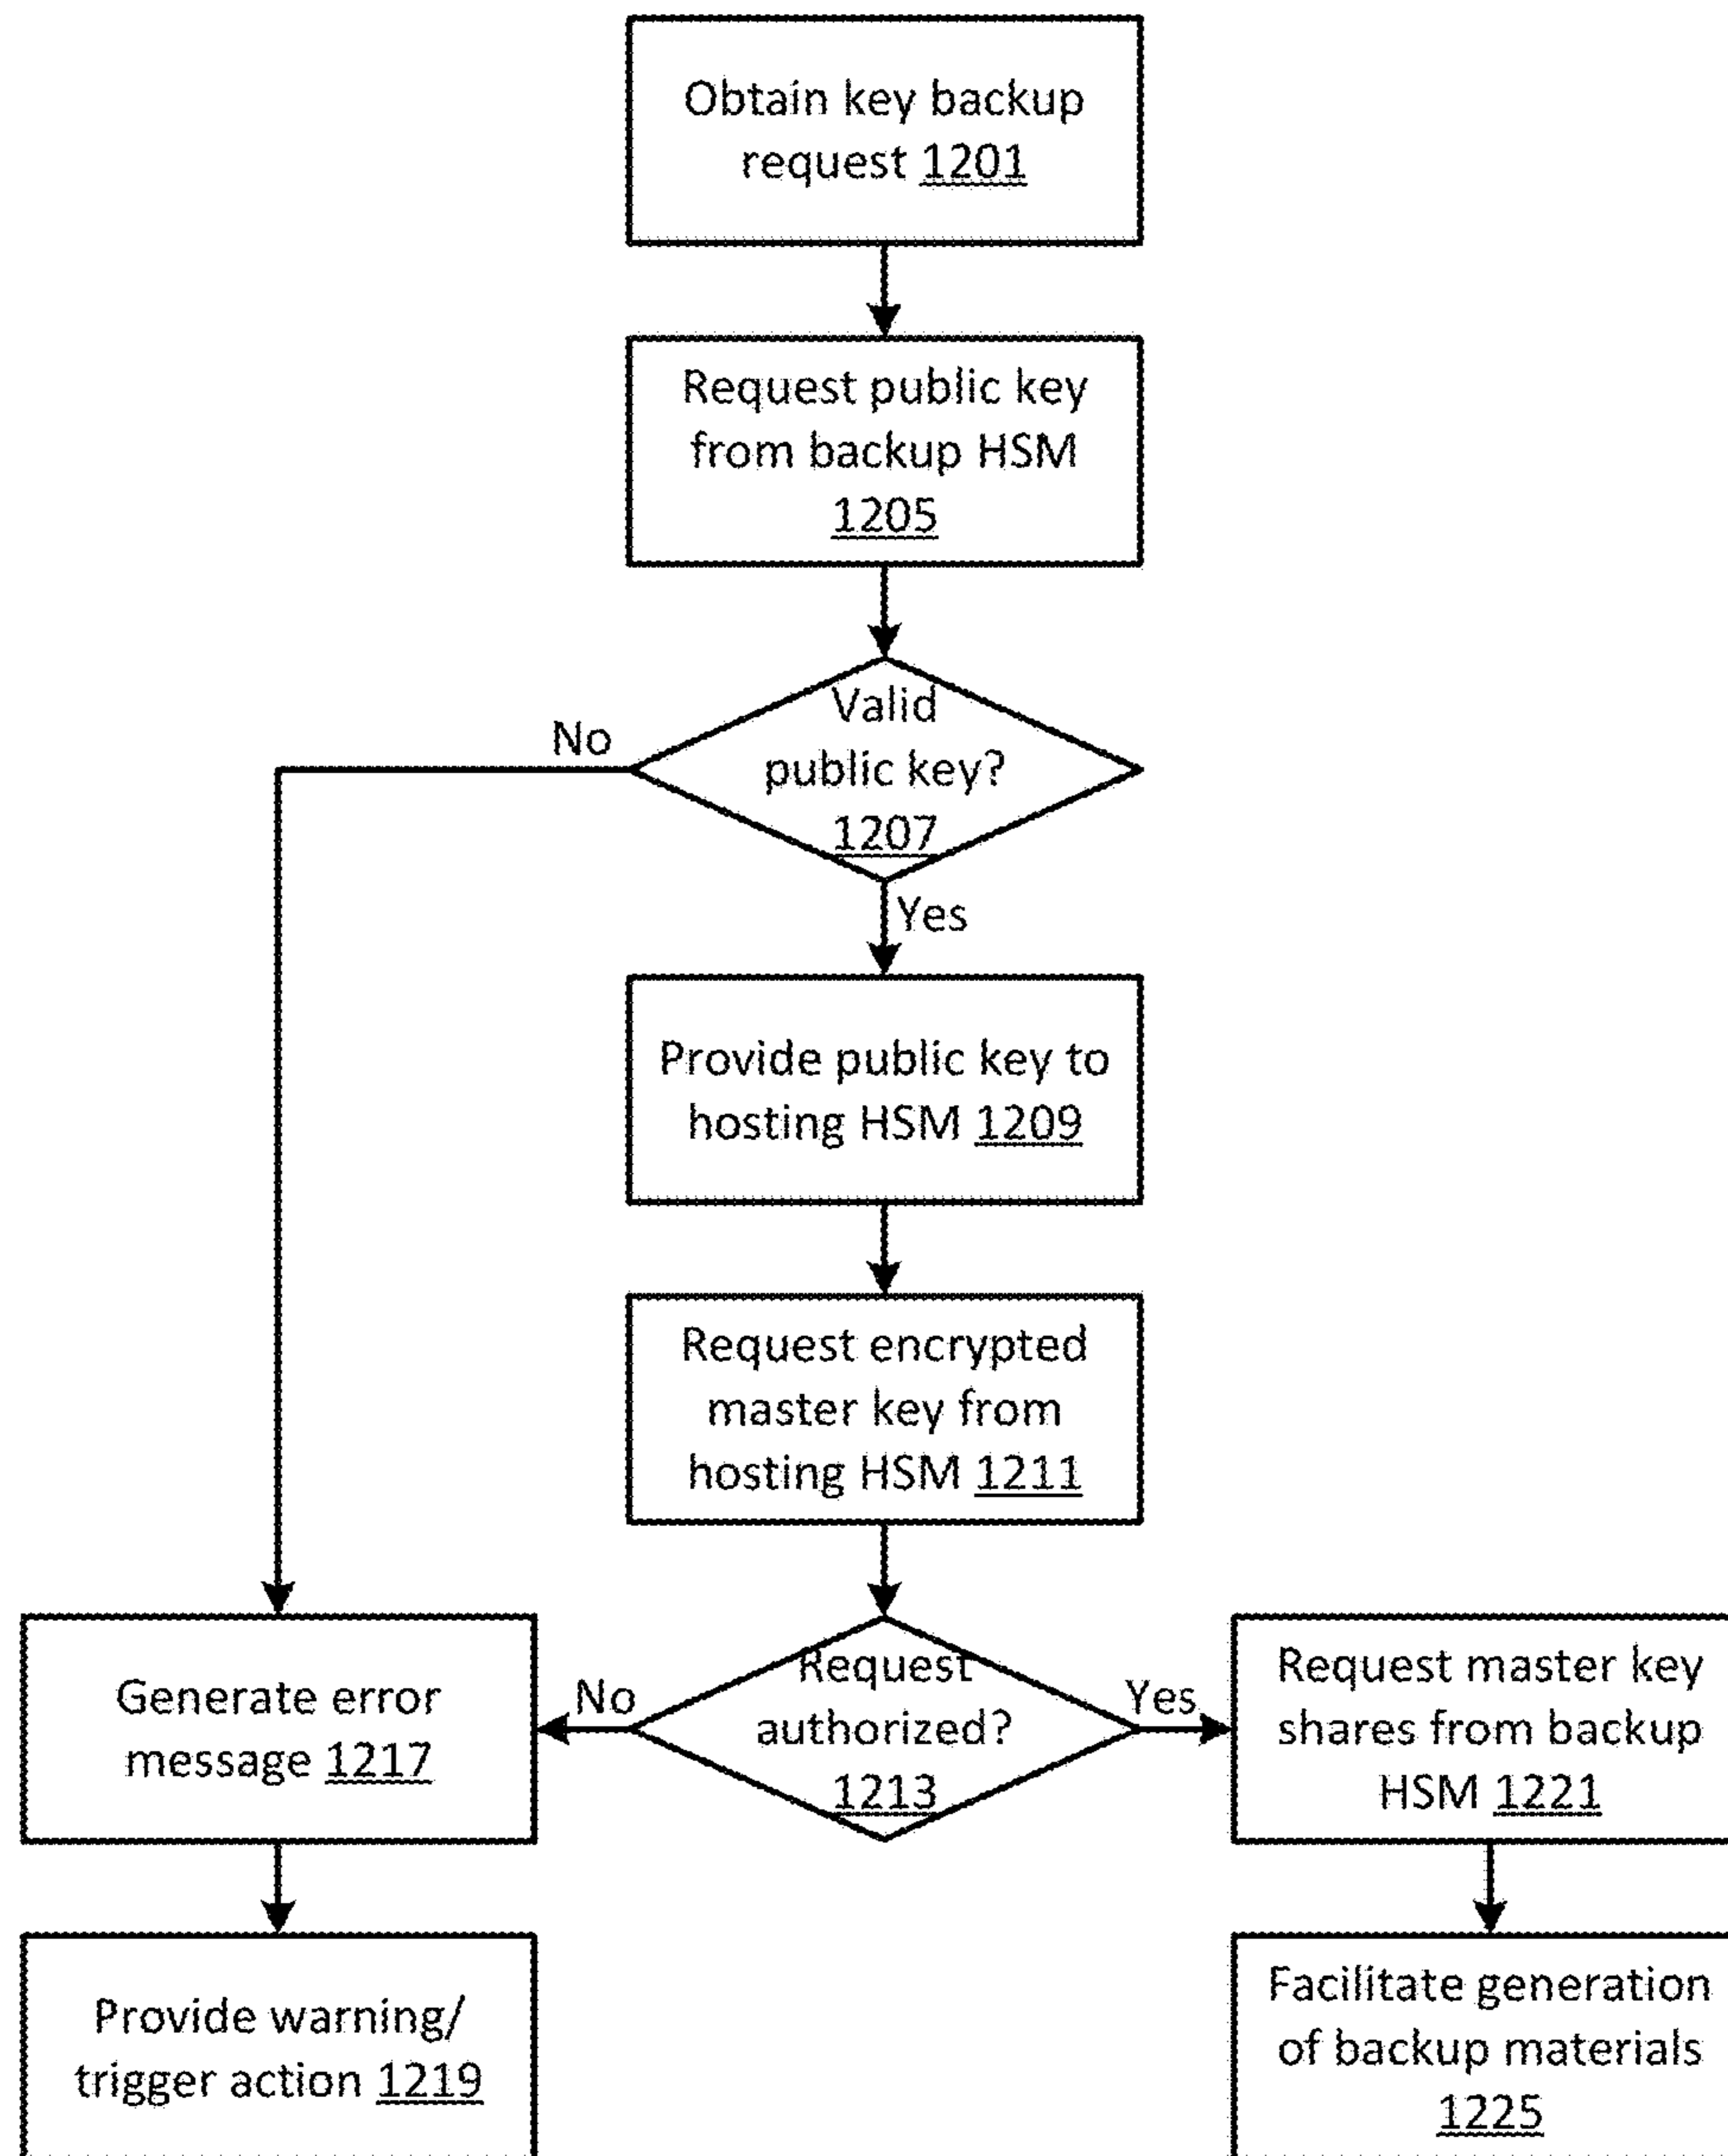 Obtain key backup
request 1201
Request public key
from backup HSM
1205
Valid
public key?
1207
No
Yes
Provide public key to
hosting HSM 1209
Request encrypted
master key from
hosting HSM 1211
Request
authorized?
1213
No
Yes
Generate error
message 1217
Request master key
shares from backup
HSM 1221
Provide warning/
trigger action 1219
Facilitate generation
of backup materials
1225